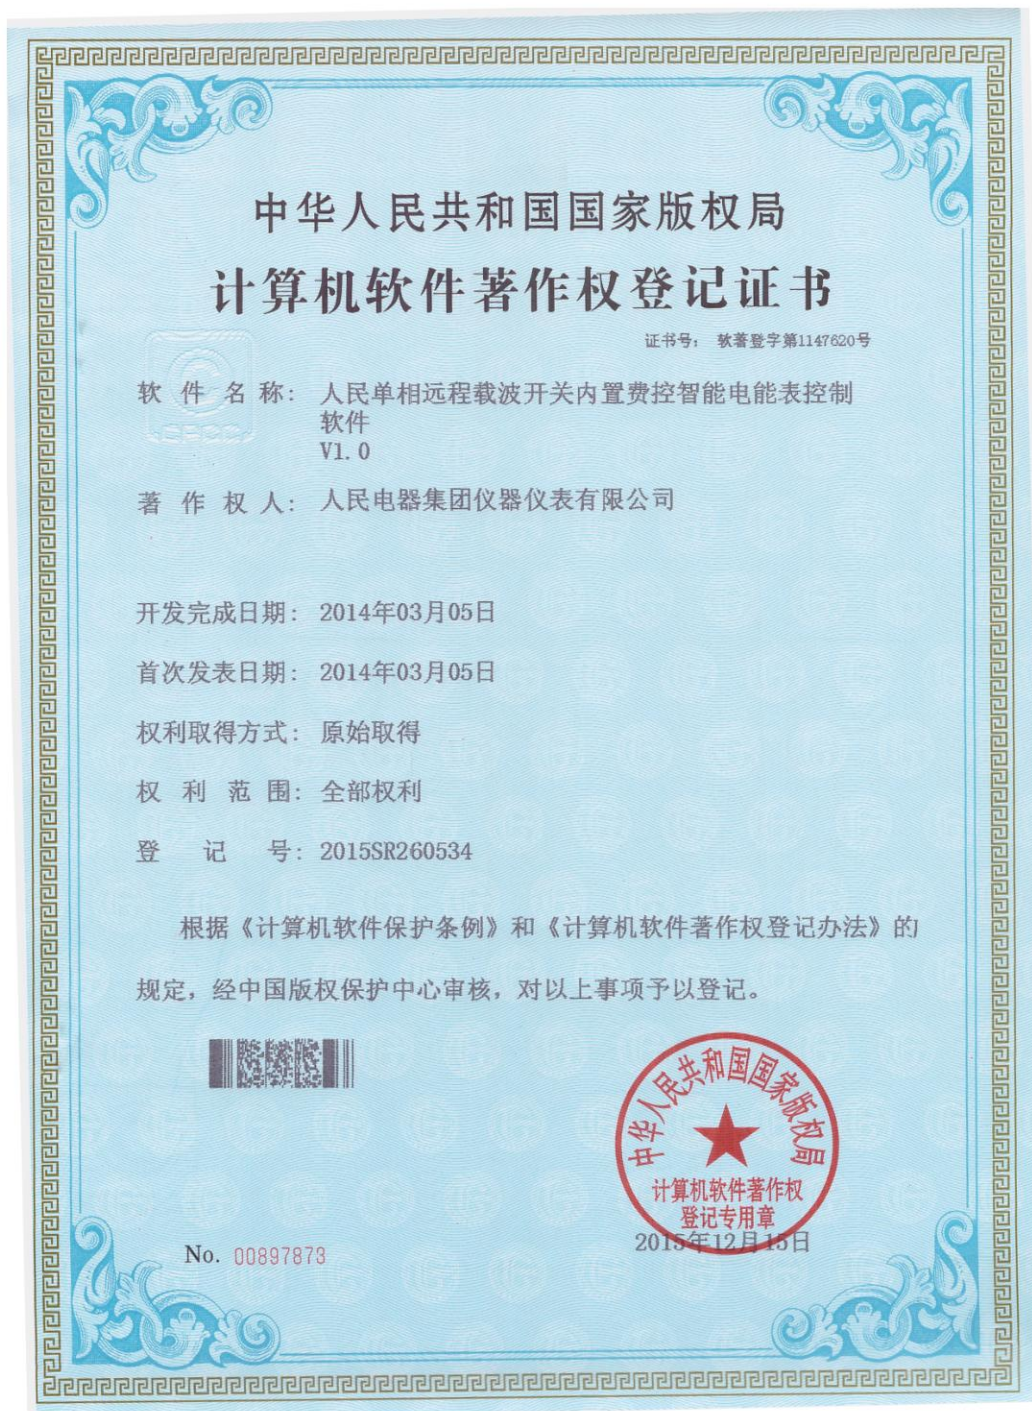 中华人民共和国国家版权局
计算机软件著作权登记证书
证书号： 软著登字第1147620号
CPCC
软件名称： 人民单相远程载波开关内置费控智能电能表控制
软件
V1.0
著作权人： 人民电器集团仪器仪表有限公司
开发完成日期： 2014年03月05日
首次发表日期： 2014年03月05日
权利取得方式： 原始取得
权利范围： 全部权利
登记号： 2015SR260534
根据《计算机软件保护条例》和《计算机软件著作权登记办法》的
规定，经中国版权保护中心审核，对以上事项予以登记。
中华人民共和国国家版权局
计算机软件著作权
登记专用章
2015年12月15日
No. 00897873